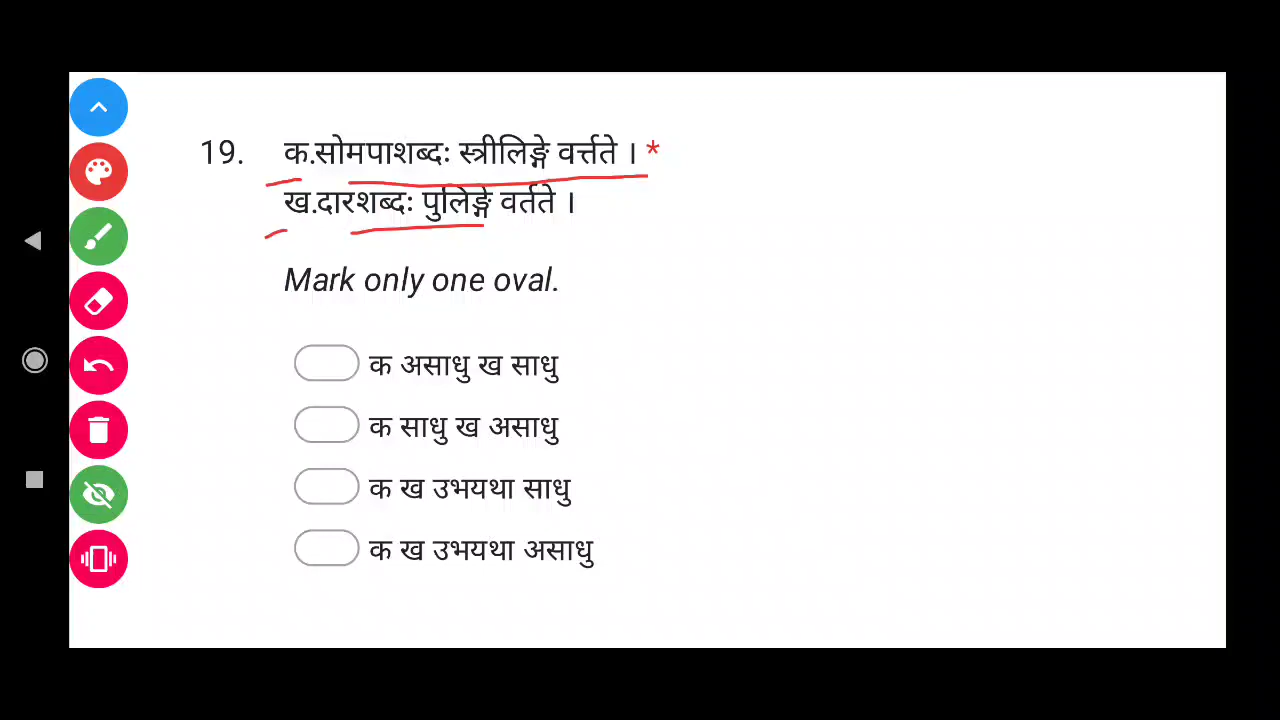 19. क.सोमपाशब्दः स्त्रीलिङ्गे वर्त्तते । *
ख.दारशब्दः पुलिङ्गे वर्तते ।
Mark only one oval.
क असाधु ख साधु
क साधु ख असाधु
क ख उभयथा साधु
क ख उभयथा असाधु